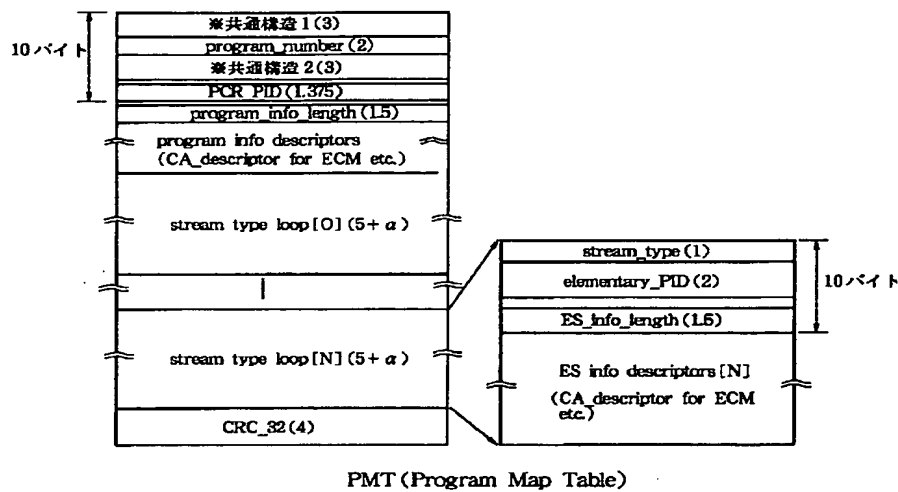 ※共通構造1(3)
10バイト
program_number(2)
※共通構造2(3)
PCR_PID(1.375)
program_info_length(1.5)
program info descriptors
(CA_descriptor for ECM etc.)
stream type loop[0](5+α)
stream type loop[N](5+α)
CRC_32(4)
stream_type(1)
elementary_PID(2)
10バイト
ES_info_length(1.5)
ES info descriptors[N]
(CA_descriptor for ECM
etc.)
PMT(Program Map Table)